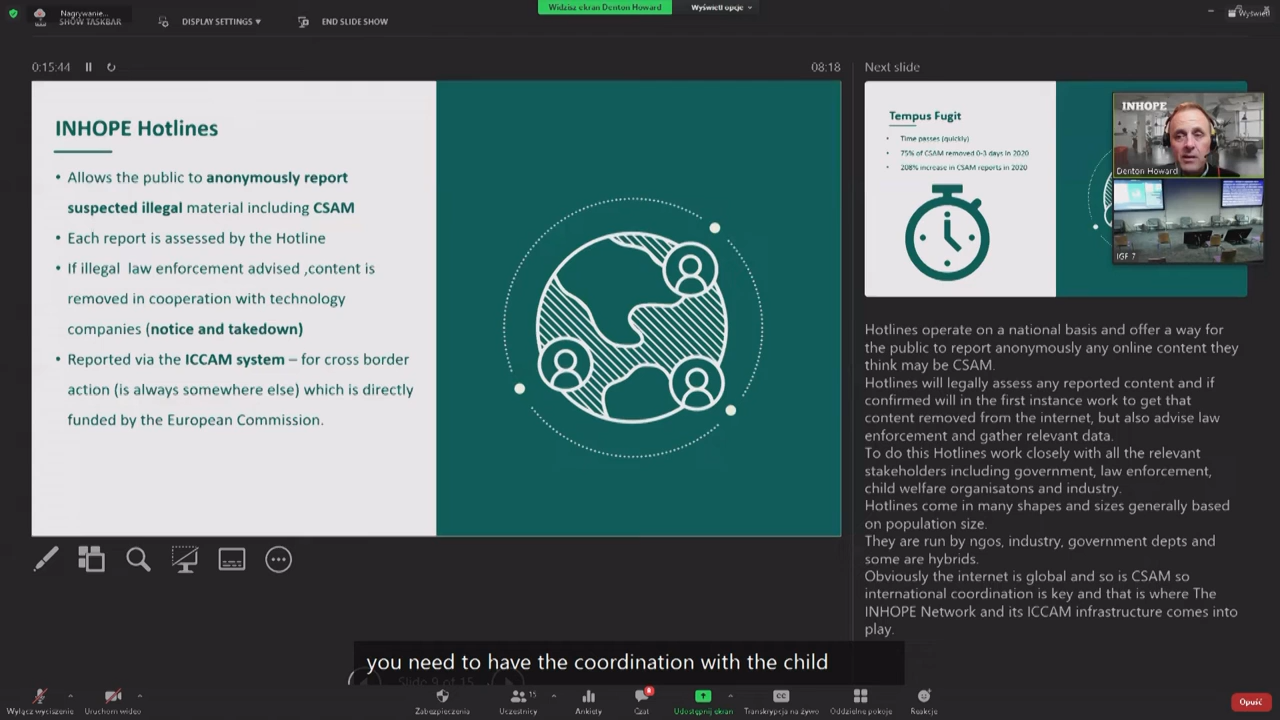 Nagrywanie...
SHOW TASKBAR
DISPLAY SETTINGS ▼
END SLIDE SHOW
Widzisz ekran Denton Howard
Wyświetl opcje
Wyświetl
0:15:44
08:18
Next slide
INHOPE Hotlines
• Allows the public to anonymously report
suspected illegal material including CSAM
• Each report is assessed by the Hotline
• If illegal law enforcement advised ,content is
removed in cooperation with technology
companies (notice and takedown)
• Reported via the ICCAM system – for cross border
action (is always somewhere else) which is directly
funded by the European Commission.
Tempus Fugit
• Time passes (quickly)
• 75% of CSAM removed 0-3 days in 2020
• 208% increase in CSAM reports in 2020
INHOPE
Denton Howard
IGF 7
Hotlines operate on a national basis and offer a way for
the public to report anonymously any online content they
think may be CSAM.
Hotlines will legally assess any reported content and if
confirmed will in the first instance work to get that
content removed from the internet, but also advise law
enforcement and gather relevant data.
To do this Hotlines work closely with all the relevant
stakeholders including government, law enforcement,
child welfare organisatons and industry.
Hotlines come in many shapes and sizes generally based
on population size.
They are run by ngos, industry, government depts and
some are hybrids.
Obviously the internet is global and so is CSAM so
international coordination is key and that is where The
INHOPE Network and its ICCAM infrastructure comes into
play.
you need to have the coordination with the child
Slide 9 of 15
Wyłącz wyciszenie
Uruchom wideo
Zabezpieczenia
15
Uczestnicy
Ankiety
8
Czat
Udostępnij ekran
CC
Transkrypcja na żywo
Oddzielne pokoje
Reakcje
Opuść